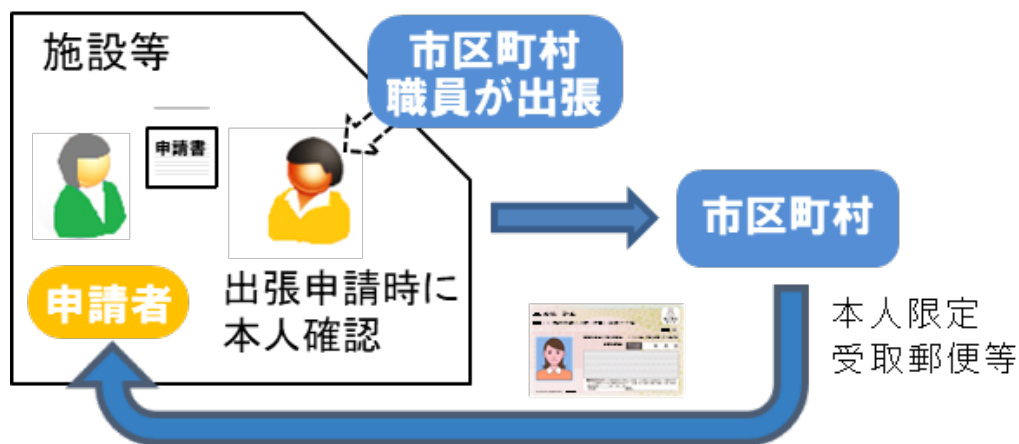 施設等
市区町村
職員が出張
申請書
市区町村
申請者
出張申請時に
本人確認
本人限定
受取郵便等